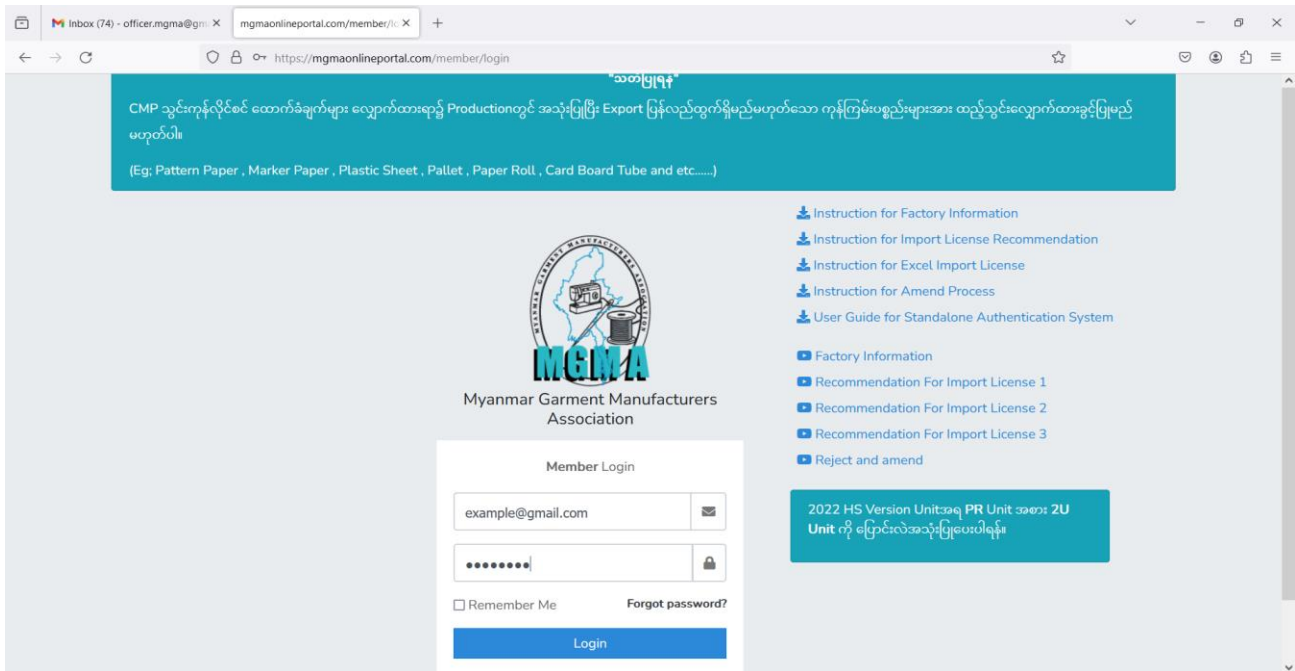 Inbox (74) - officer.mgma@gm
mgmaonlineportal.com/member/lo
https://mgmaonlineportal.com/member/login
"သတိပြုရန်"
CMP သွင်းကုန်လိုင်စင် ထောက်ခံချက်များ လျှောက်ထားရာ၌ Productionတွင် အသုံးပြုပြီး Export ပြန်လည်ထွက်ရှိမည်မဟုတ်သော ကုန်ကြမ်းပစ္စည်းများအား ထည့်သွင်းလျှောက်ထားခွင့်ပြုမည်
မဟုတ်ပါ။
(Eg; Pattern Paper , Marker Paper , Plastic Sheet , Pallet , Paper Roll , Card Board Tube and etc......)
MYANMAR GARMENT MANUFACTURERS ASSOCIATION
MGMA
Myanmar Garment Manufacturers
Association
Member Login
example@gmail.com
Remember Me
Forgot password?
Login
Instruction for Factory Information
Instruction for Import License Recommendation
Instruction for Excel Import License
Instruction for Amend Process
User Guide for Standalone Authentication System
Factory Information
Recommendation For Import License 1
Recommendation For Import License 2
Recommendation For Import License 3
Reject and amend
2022 HS Version Unitအရ PR Unit အစား 2U
Unit ကို ပြောင်းလဲအသုံးပြုပေးပါရန်။